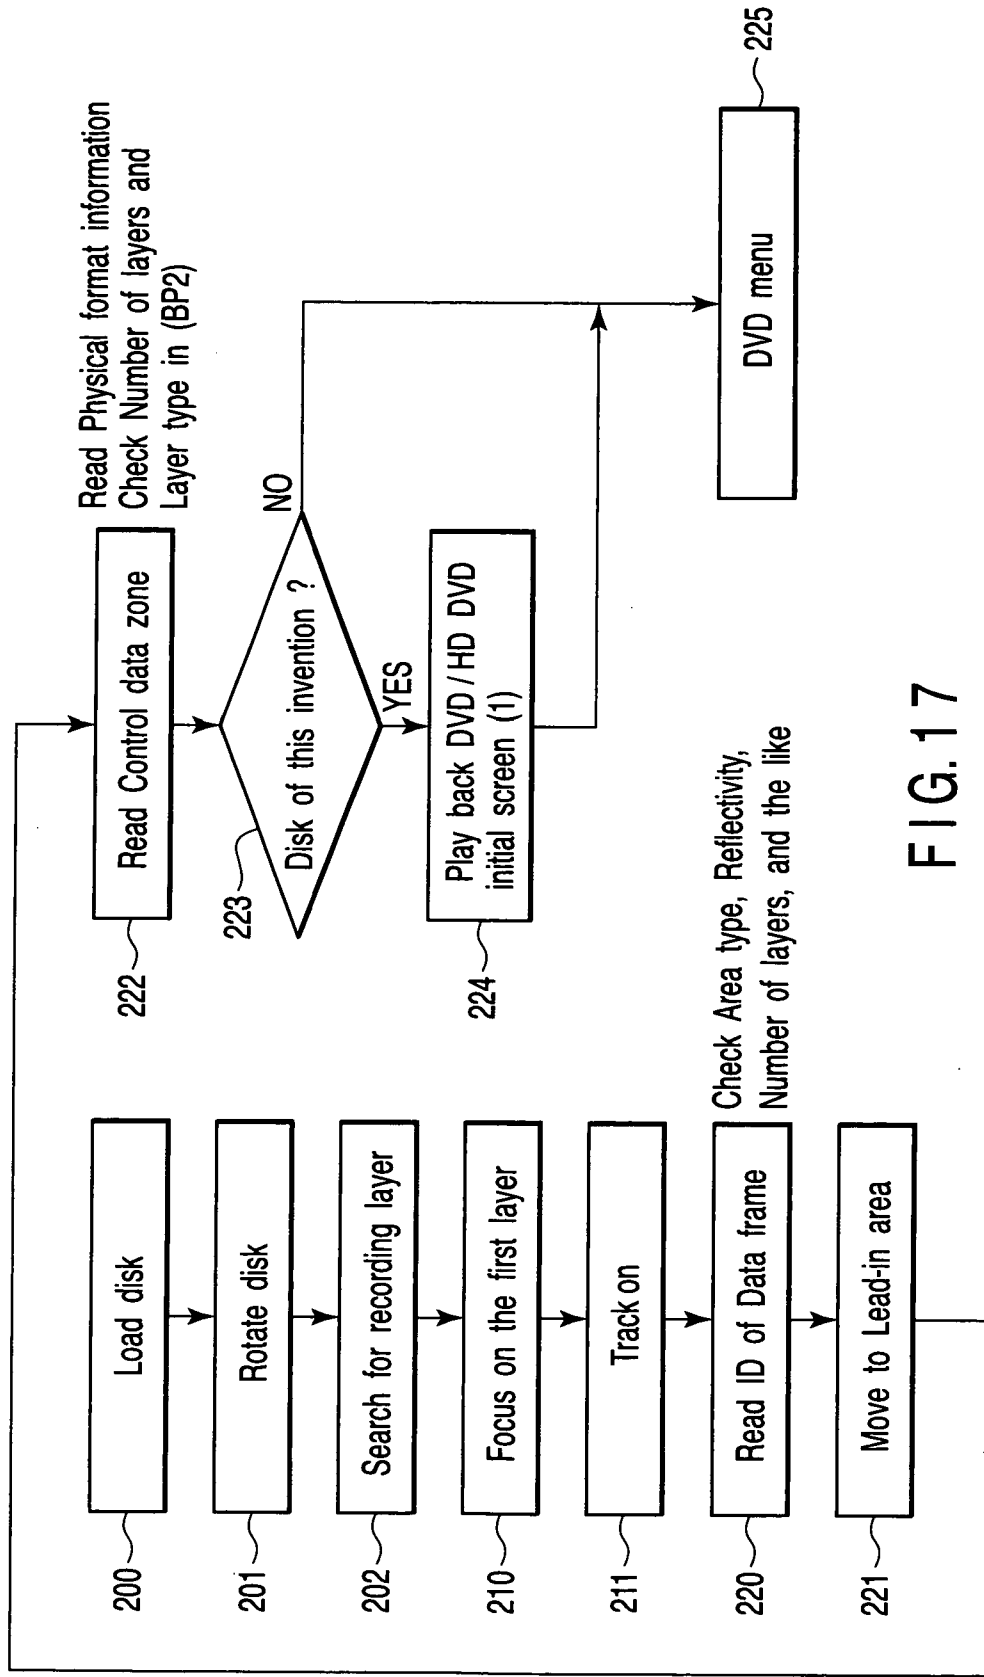 200
Load disk
201
Rotate disk
202
Search for recording layer
210
Focus on the first layer
211
Track on
220
Read ID of Data frame
Check Area type, Reflectivity,
Number of layers, and the like
221
Move to Lead-in area
222
Read Control data zone
Read Physical format information
Check Number of layers and
Layer type in (BP2)
223
Disk of this invention ?
NO
YES
224
Play back DVD / HD DVD
initial screen (1)
225
DVD menu
FIG. 17